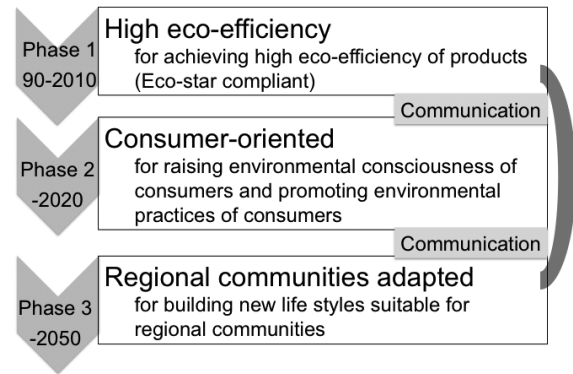 Phase 1
90-2010
High eco-efficiency
for achieving high eco-efficiency of products
(Eco-star compliant)
Communication
Phase 2
-2020
Consumer-oriented
for raising environmental consciousness of
consumers and promoting environmental
practices of consumers
Communication
Phase 3
-2050
Regional communities adapted
for building new life styles suitable for
regional communities